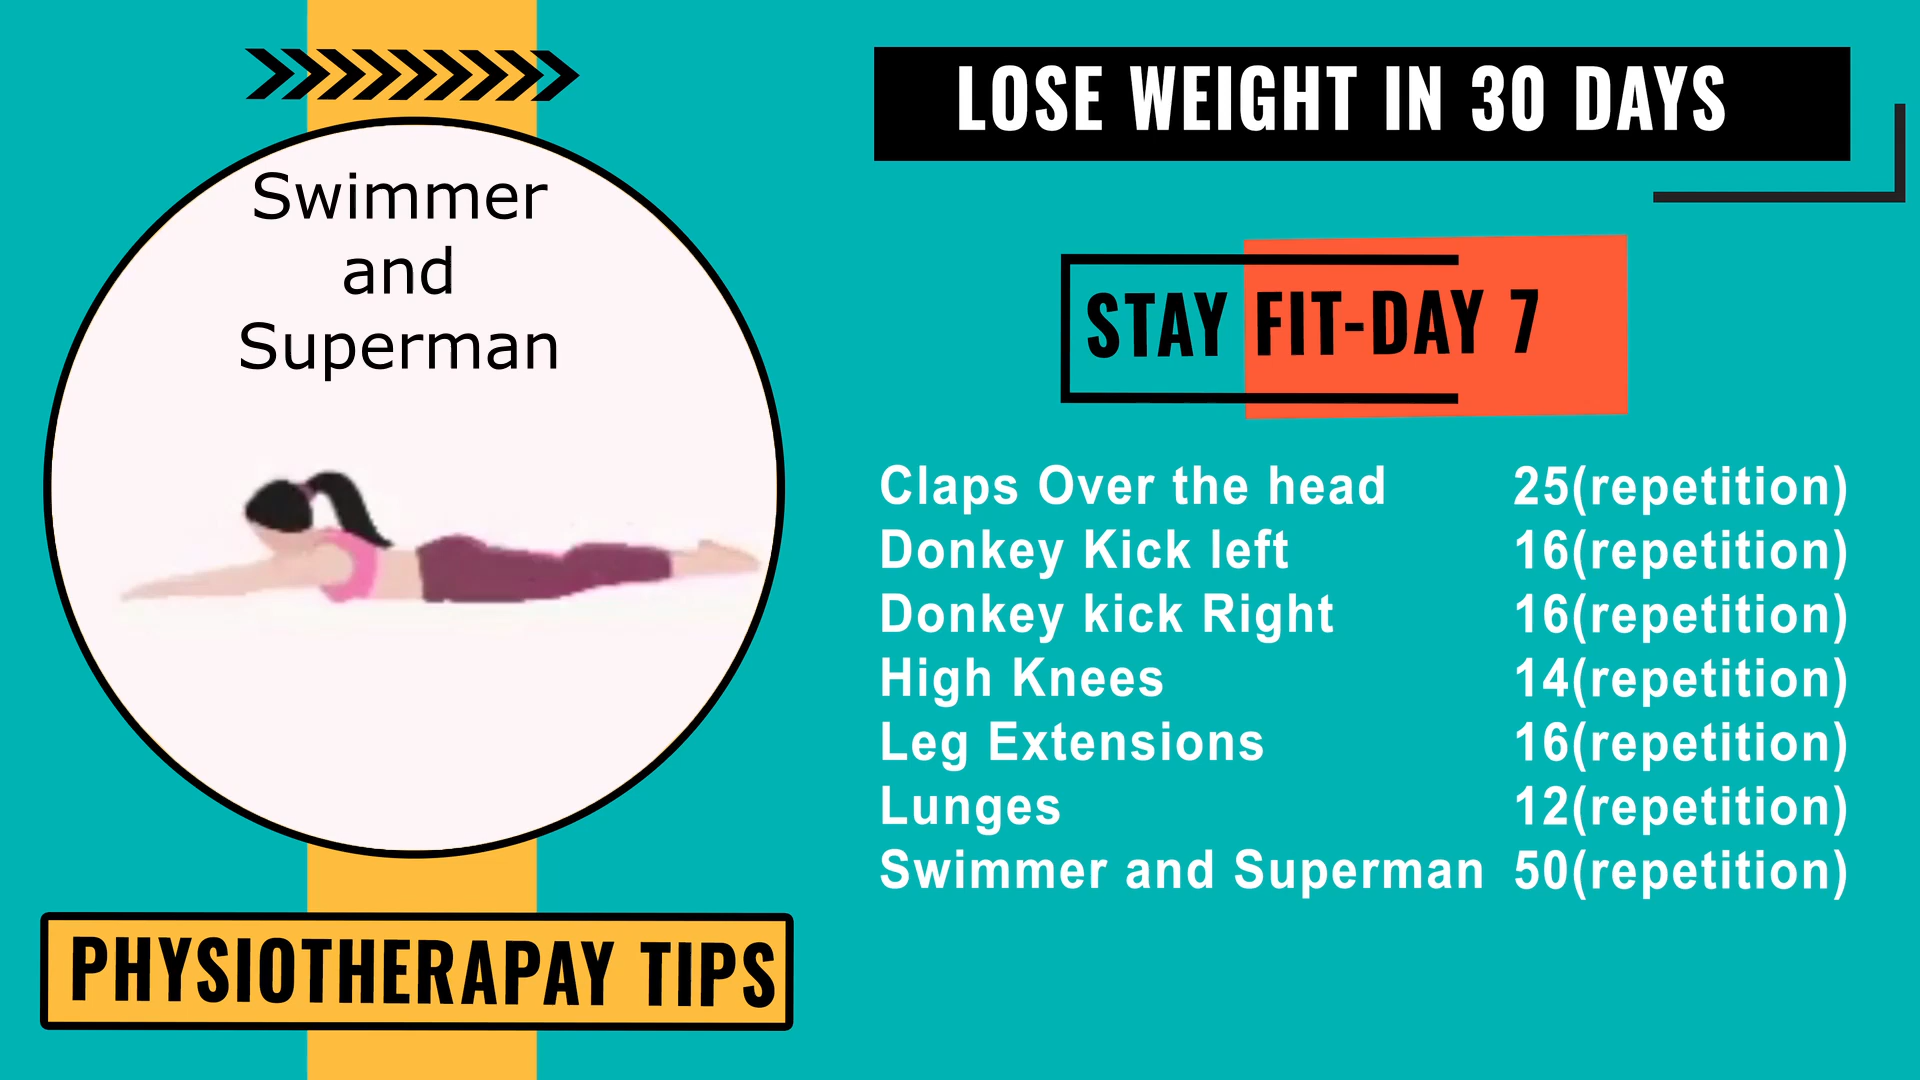 Swimmer
and
Superman
PHYSIOTHERAPAY TIPS
LOSE WEIGHT IN 30 DAYS
STAY FIT-DAY 7
Claps Over the head 25(repetition)
Donkey Kick left 16(repetition)
Donkey kick Right 16(repetition)
High Knees 14(repetition)
Leg Extensions 16(repetition)
Lunges 12(repetition)
Swimmer and Superman 50(repetition)